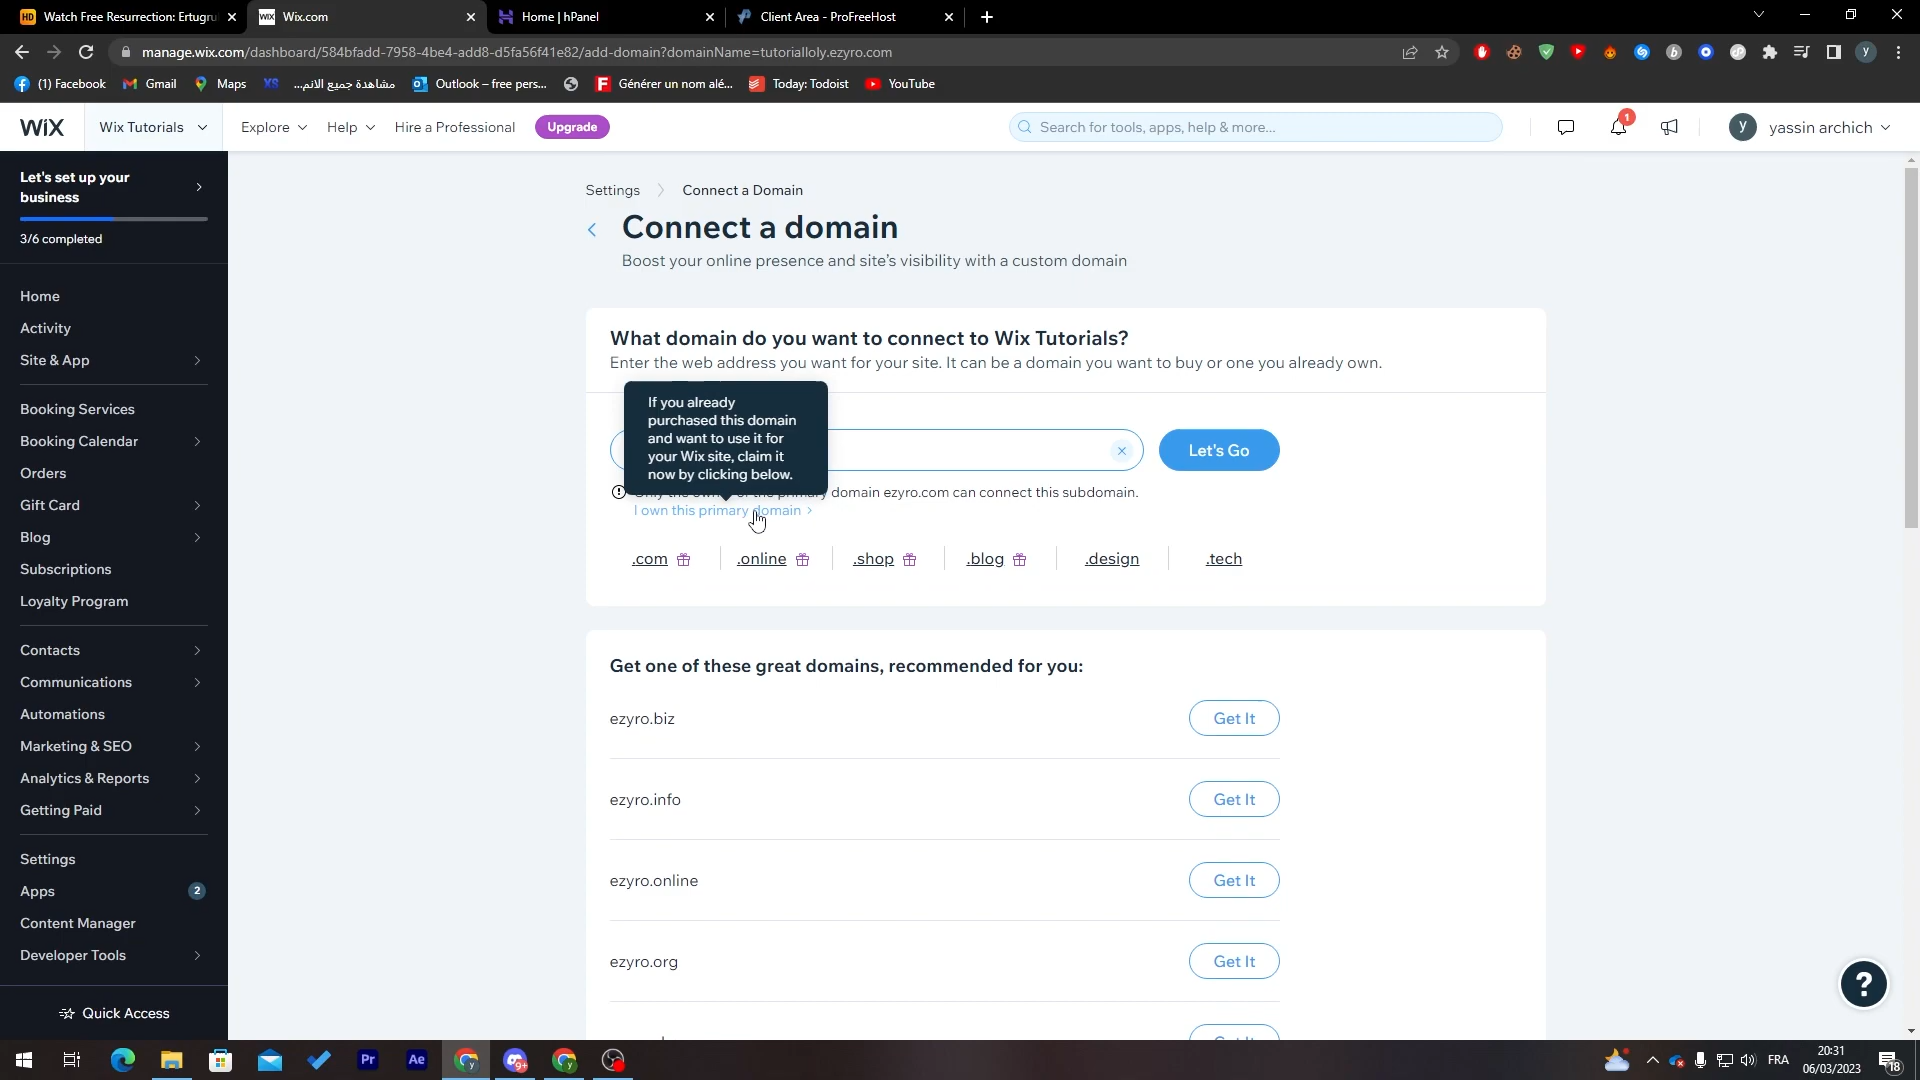 Watch Free Resurrection: Ertugru
Wix.com
Home | hPanel
Client Area - ProFreeHost
manage.wix.com/dashboard/584bfadd-7958-4be4-add8-d5fa56f41e82/add-domain?domainName=tutorialloly.ezyro.com
(1) Facebook
Gmail
Maps
XS
مشاهدة جميع الانم...
Outlook – free pers...
Générer un nom alé...
Today: Todoist
YouTube
WIX
Wix Tutorials
Explore
Help
Hire a Professional
Upgrade
Search for tools, apps, help & more...
1
y
yassin archich
Let's set up your
business
3/6 completed
Home
Activity
Site & App
Booking Services
Booking Calendar
Orders
Gift Card
Blog
Subscriptions
Loyalty Program
Contacts
Communications
Automations
Marketing & SEO
Analytics & Reports
Getting Paid
Settings
Apps
2
Content Manager
Developer Tools
Quick Access
Settings
Connect a Domain
Connect a domain
Boost your online presence and site's visibility with a custom domain
What domain do you want to connect to Wix Tutorials?
Enter the web address you want for your site. It can be a domain you want to buy or one you already own.
If you already
purchased this domain
and want to use it for
your Wix site, claim it
now by clicking below.
Let's Go
domain ezyro.com can connect this subdomain.
I own this primary domain >
.com
.online
.shop
.blog
.design
.tech
Get one of these great domains, recommended for you:
ezyro.biz
Get It
ezyro.info
Get It
ezyro.online
Get It
ezyro.org
Get It
?
Pr
Ae
9+
FRA
20:31
06/03/2023
18